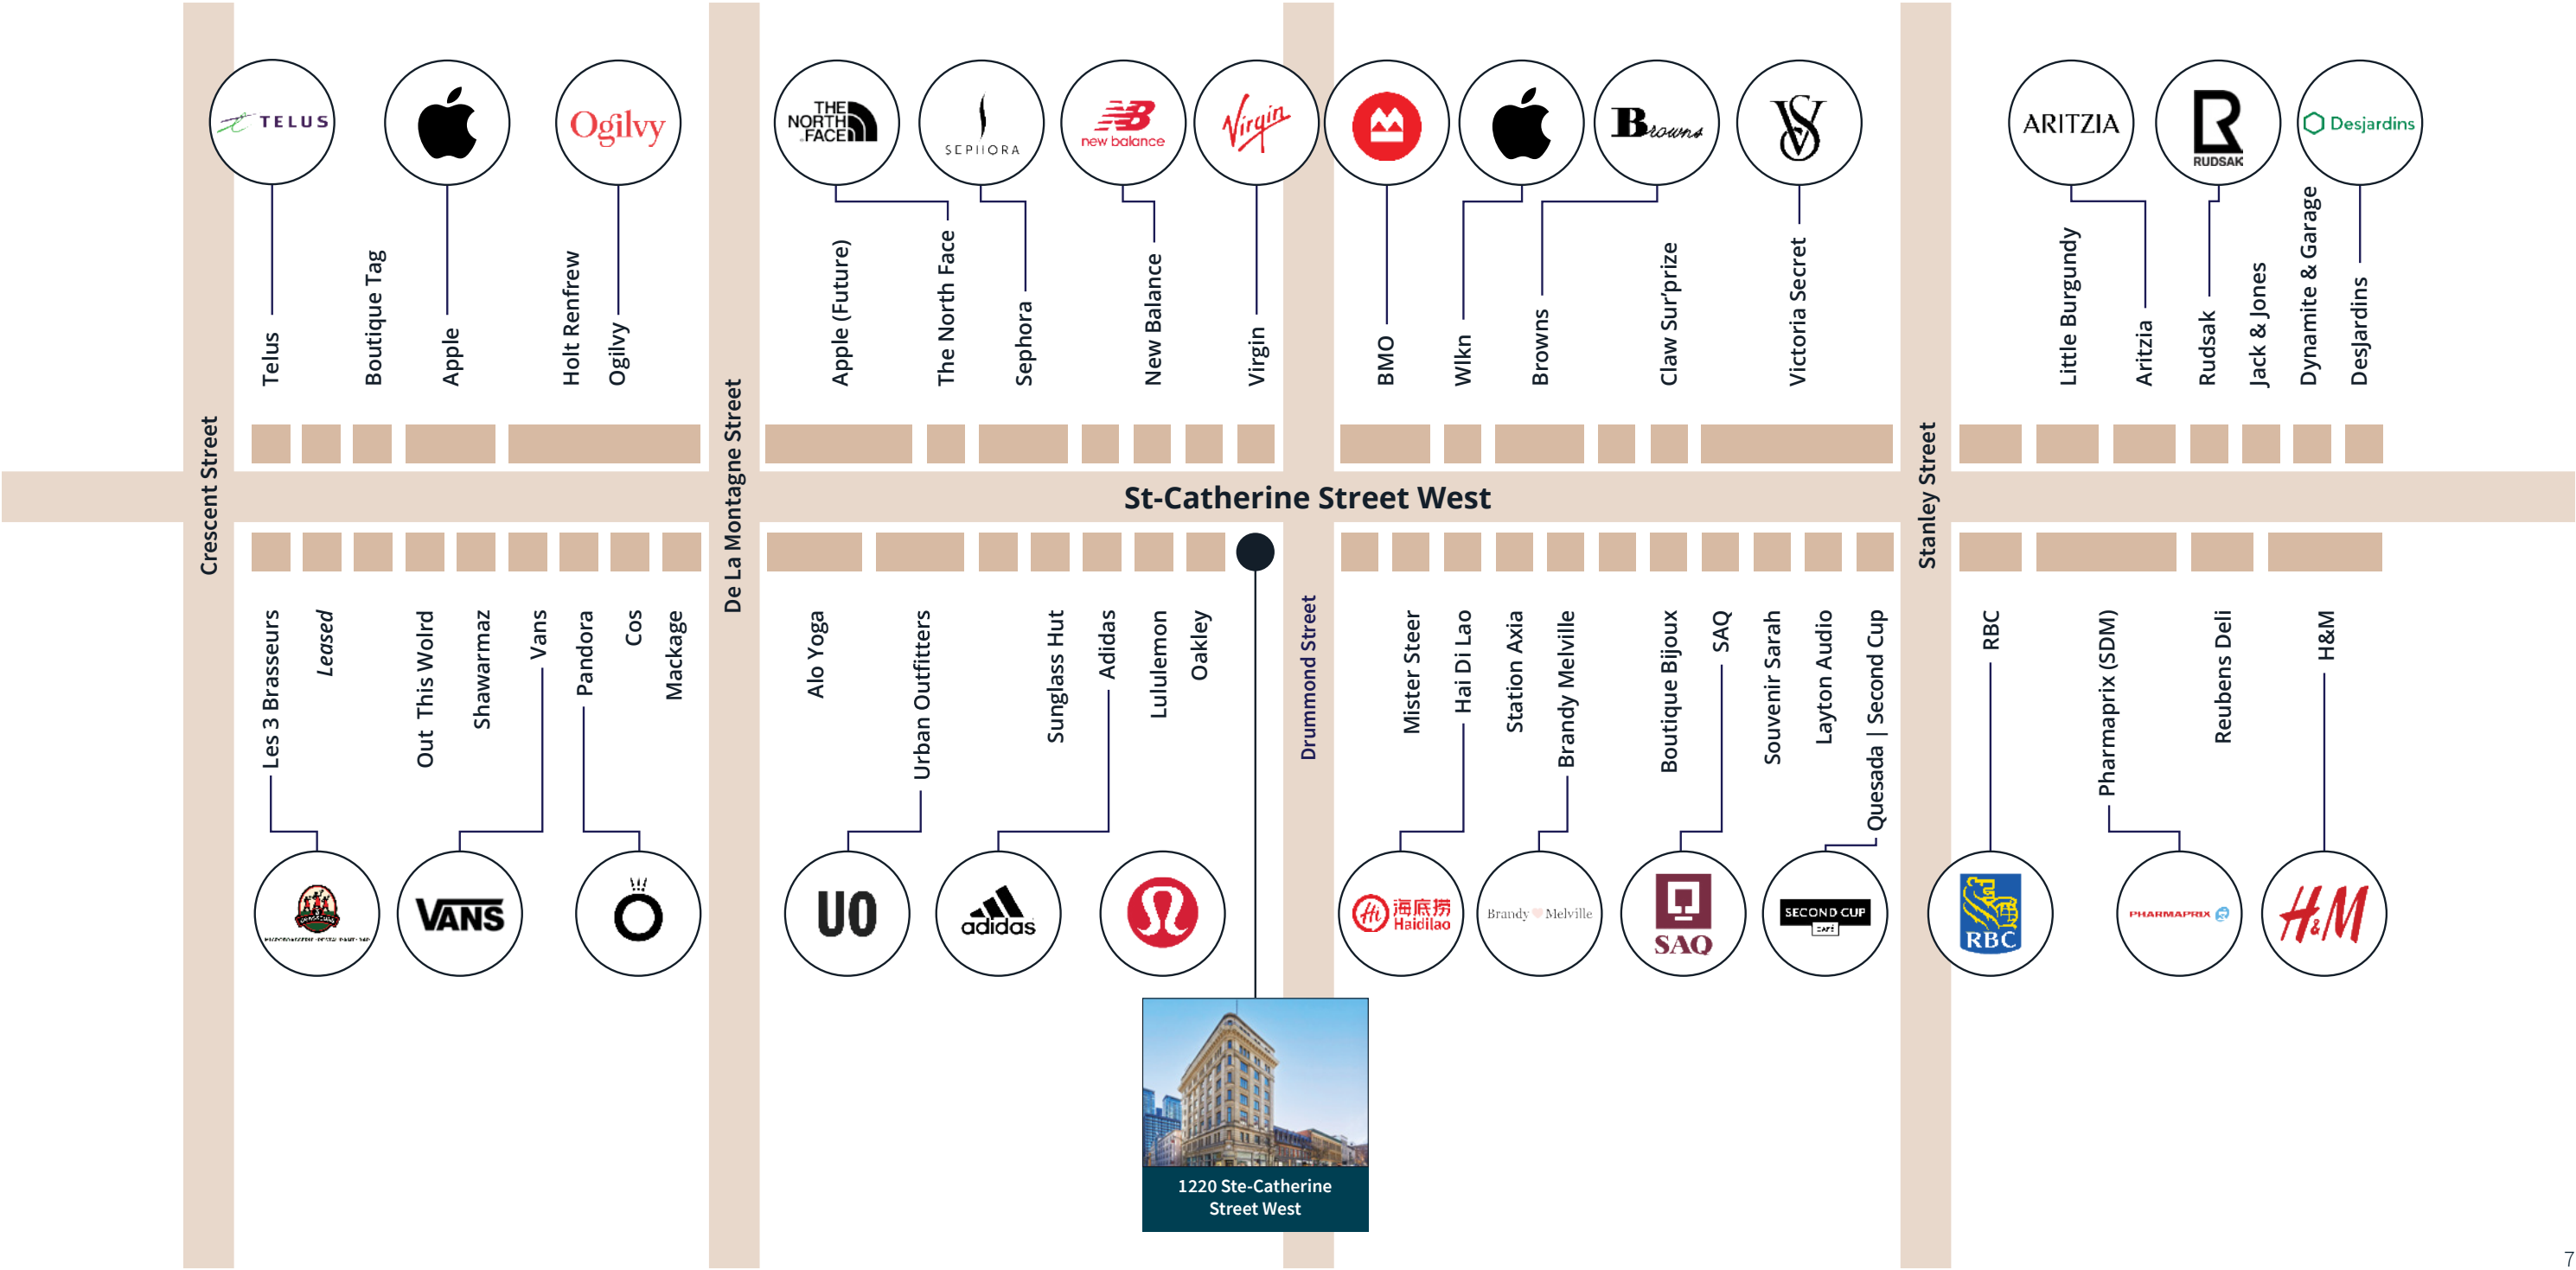 TELUS
Ogilvy
THE
NORTH
FACE
SEPHORA
new balance
Virgin
Browns
VS
ARITZIA
RUDSAK
Desjardins
Telus
Boutique Tag
Apple
Holt Renfrew
Ogilvy
Apple (Future)
The North Face
Sephora
New Balance
Virgin
BMO
Wlkn
Browns
Claw Sur'prize
Victoria Secret
Little Burgundy
Aritzia
Rudsak
Jack & Jones
Dynamite & Garage
DesJardins
Crescent Street
De La Montagne Street
St-Catherine Street West
Stanley Street
Drummond Street
Les 3 Brasseurs
Leased
Out This Wolrd
Shawarmaz
Vans
Pandora
Cos
Mackage
Alo Yoga
Urban Outfitters
Sunglass Hut
Adidas
Lululemon
Oakley
Mister Steer
Hai Di Lao
Station Axia
Brandy Melville
Boutique Bijoux
SAQ
Souvenir Sarah
Layton Audio
Quesada | Second Cup
RBC
Pharmaprix (SDM)
Reubens Deli
H&M
VANS
UO
adidas
Hi 海底捞
Haidilao
Brandy Melville
SAQ
SECOND CUP
CAFÉ
RBC
PHARMAPRIX
H&M
1220 Ste-Catherine
Street West
7